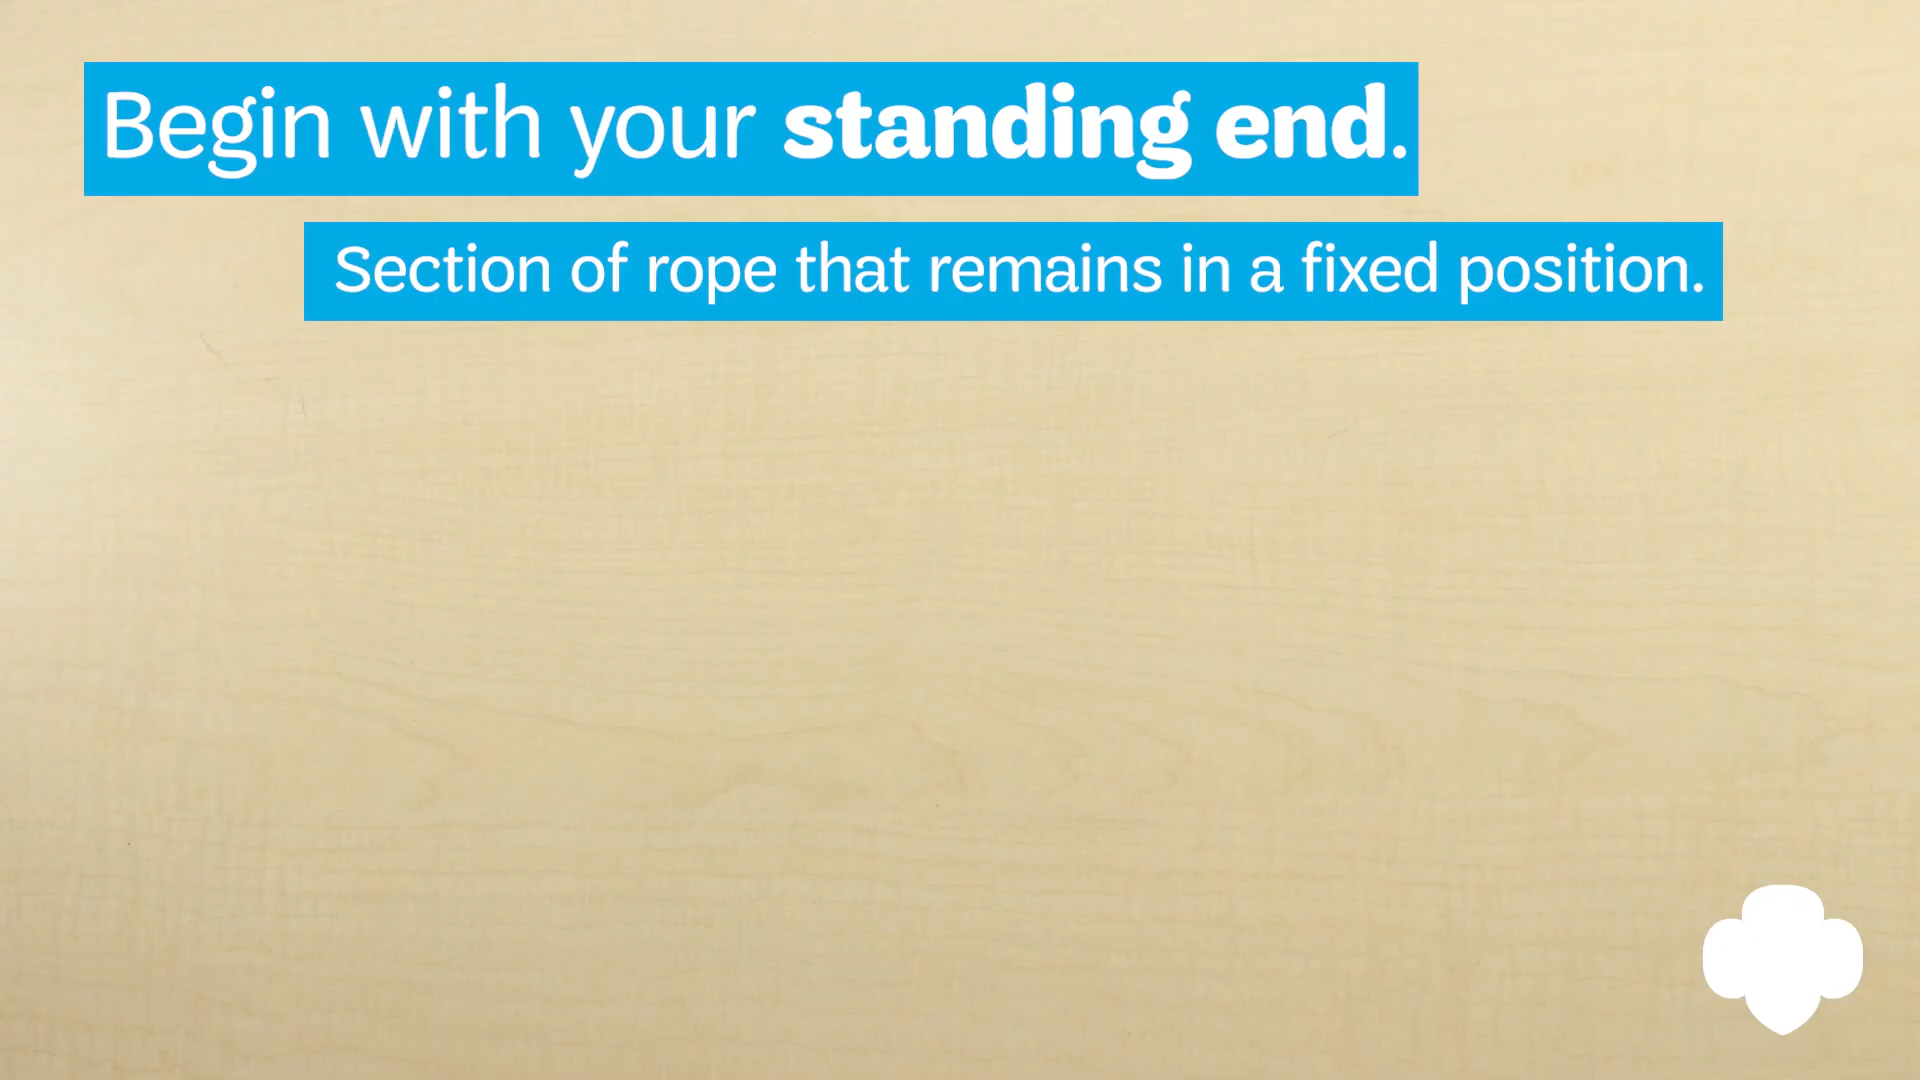 Begin with your standing end.
Section of rope that remains in a fixed position.